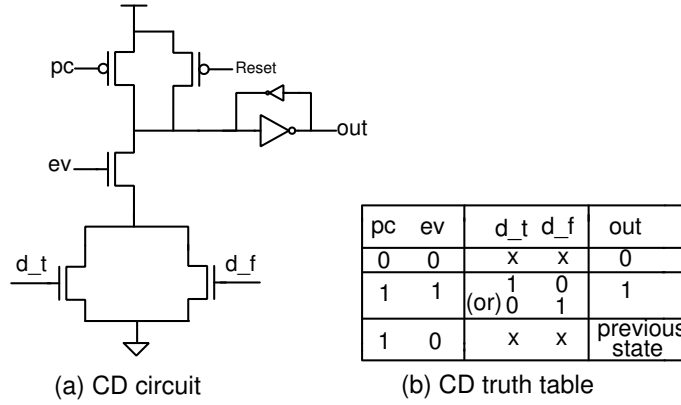 pc
Reset
out
ev
d_t
d_f
pc ev d_t d_f out
0 0 x x 0
1 1 1 0 1
(or) 0 1
1 0 x x previous
state
(a) CD circuit
(b) CD truth table